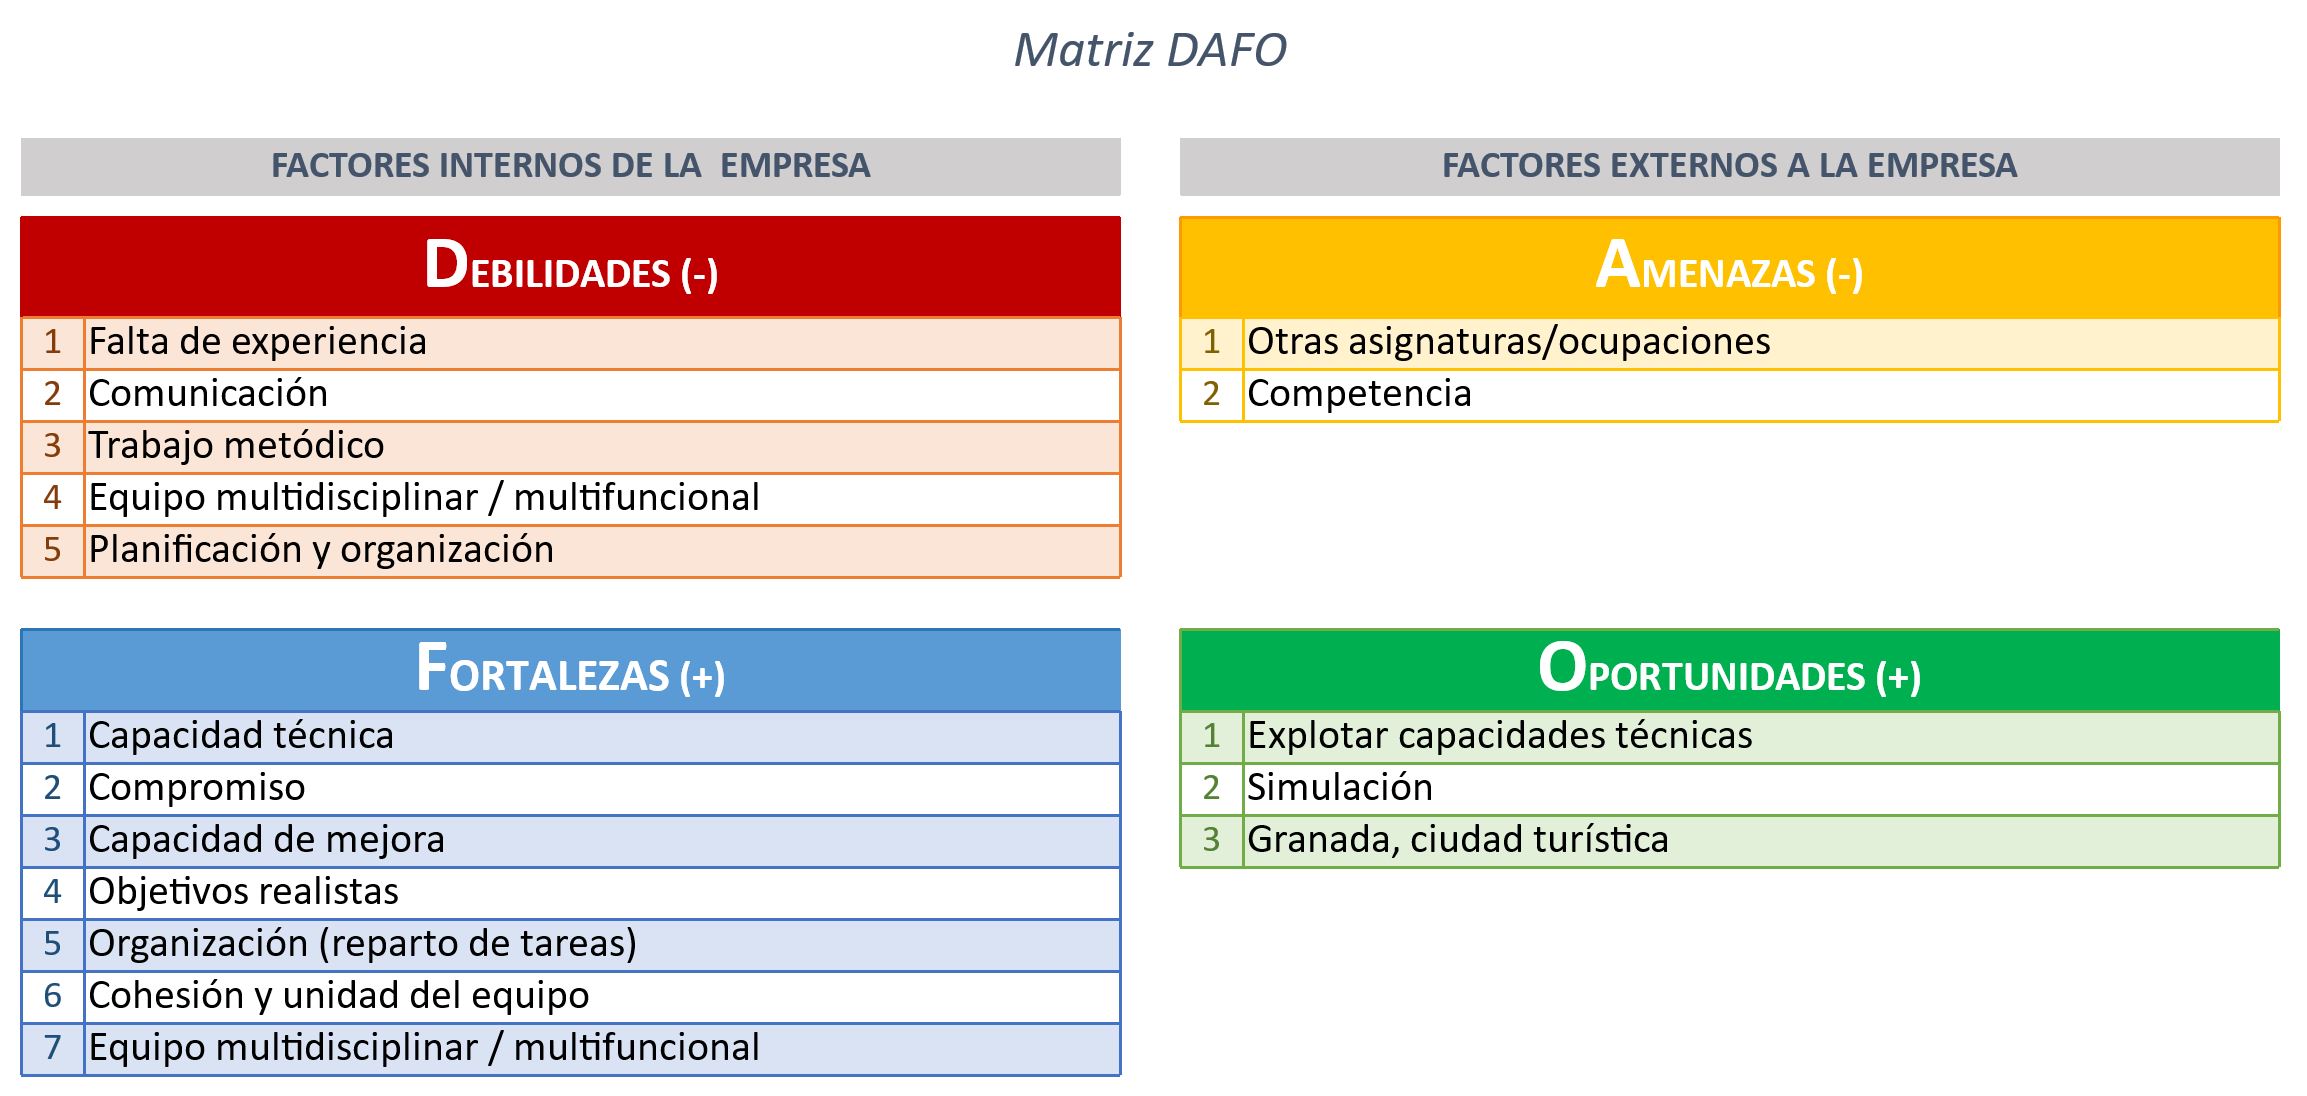 Matriz DAFO
FACTORES INTERNOS DE LA EMPRESA
DEBILIDADES (-)
1 Falta de experiencia
2 Comunicación
3 Trabajo metódico
4 Equipo multidisciplinar / multifuncional
5 Planificación y organización
FACTORES EXTERNOS A LA EMPRESA
AMENAZAS (-)
1 Otras asignaturas/ocupaciones
2 Competencia
FORTALEZAS (+)
1 Capacidad técnica
2 Compromiso
3 Capacidad de mejora
4 Objetivos realistas
5 Organización (reparto de tareas)
6 Cohesión y unidad del equipo
7 Equipo multidisciplinar / multifuncional
OPORTUNIDADES (+)
1 Explotar capacidades técnicas
2 Simulación
3 Granada, ciudad turística